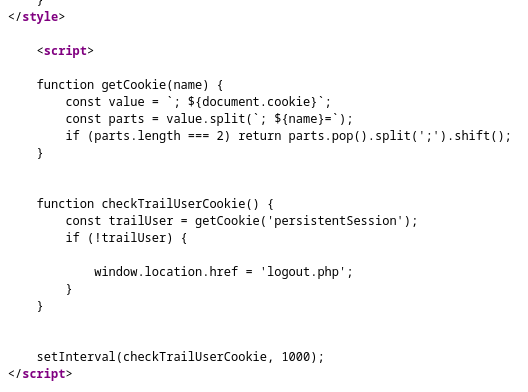 }
</style>
<script>
function getCookie(name) {
const value = `; ${document.cookie}`;
const parts = value.split(`; ${name}=`);
if (parts.length === 2) return parts.pop().split(';').shift();
}
function checkTrailUserCookie() {
const trailUser = getCookie('persistentSession');
if (!trailUser) {
window.location.href = 'logout.php';
}
}
setInterval(checkTrailUserCookie, 1000);
</script>